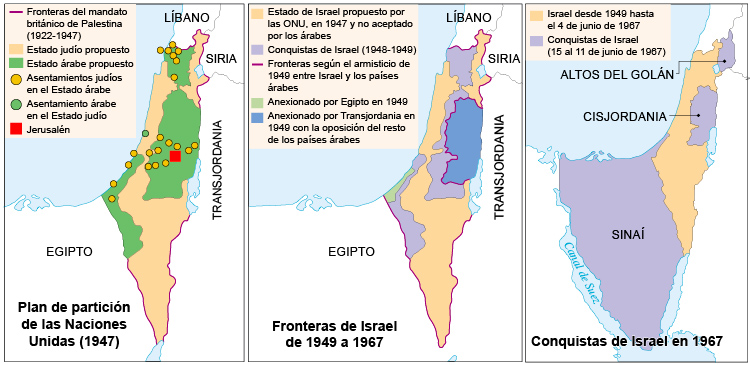 Fronteras del mandato
británico de Palestina
(1922-1947)
Estado judío propuesto
Estado árabe propuesto
Asentamientos judíos
en el Estado árabe
Asentamiento árabe
en el Estado judío
Jerusalén
LÍBANO
SIRIA
TRANSJORDANIA
EGIPTO
Plan de partición
de las Naciones
Unidas (1947)
Estado de Israel propuesto por
las ONU, en 1947 y no aceptado
por los árabes
Conquistas de Israel (1948-1949)
Fronteras según el armisticio de
1949 entre Israel y los países
árabes
Anexionado por Egipto en 1949
Anexionado por Transjordania en
1949 con la oposición del resto
de los países árabes
LÍBANO
SIRIA
TRANSJORDANIA
EGIPTO
Fronteras de Israel
de 1949 a 1967
Israel desde 1949 hasta
el 4 de junio de 1967
Conquistas de Israel
(15 al 11 de junio de 1967)
ALTOS DEL GOLÁN
CISJORDANIA
SINAÍ
Canal de Suez
Conquistas de Israel en 1967